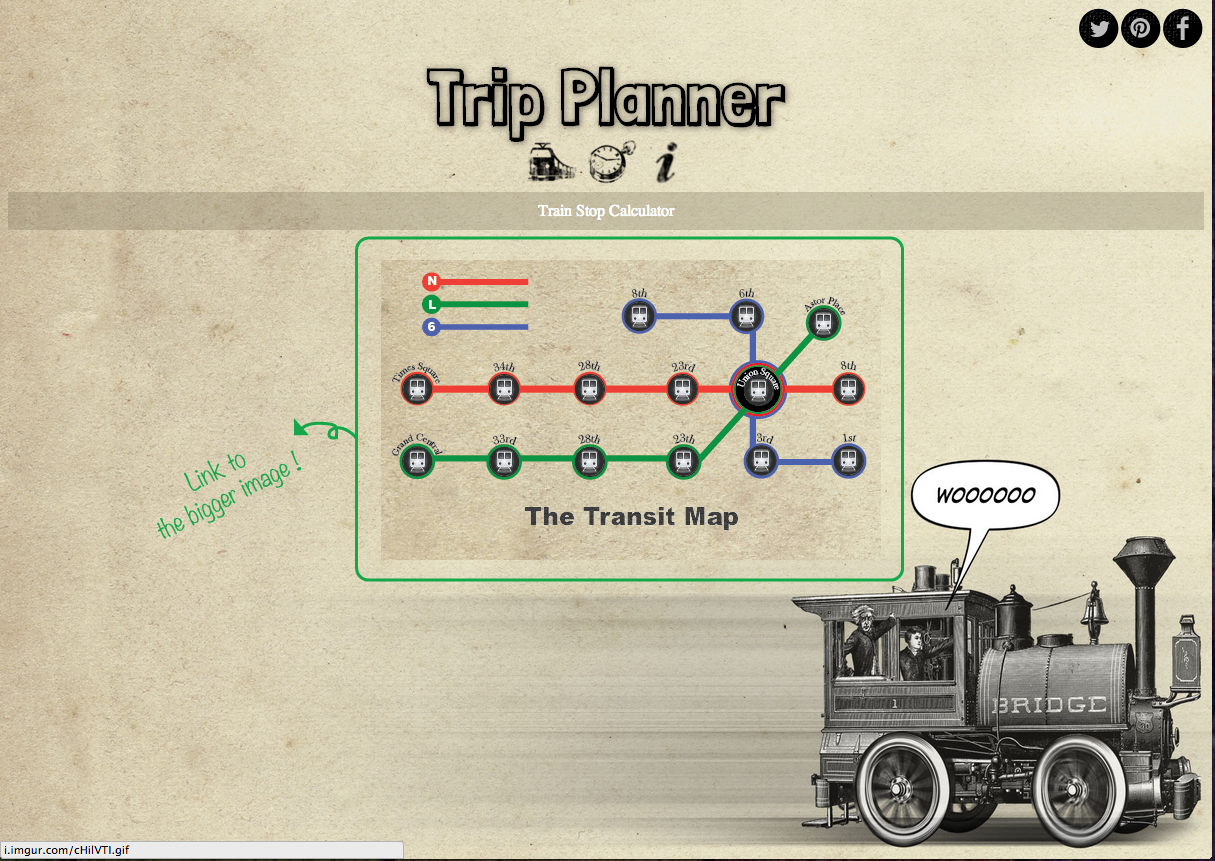 Trip Planner
Train Stop Calculator
N
L
6
8th
6th
Astor Place
Times Square
34th
28th
23rd
Union Square
8th
Grand Central
33rd
28th
23th
3rd
1st
The Transit Map
Link to
the bigger image !
WOOOOOO
1
BRIDGE
i.imgur.com/cHilVTI.gif